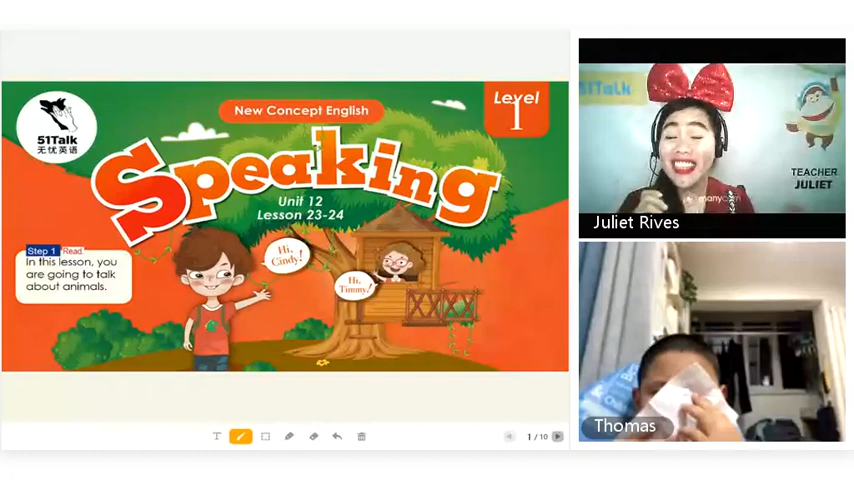 New Concept English
Level
1
51Talk
无忧英语
Speaking
Unit 12
Lesson 23-24
Step 1 Read.
In this lesson, you
are going to talk
about animals.
Hi,
Cindy!
Hi,
Timmy!
T
1 / 10
51Talk
TEACHER
JULIET
manycam
Juliet Rives
Thomas